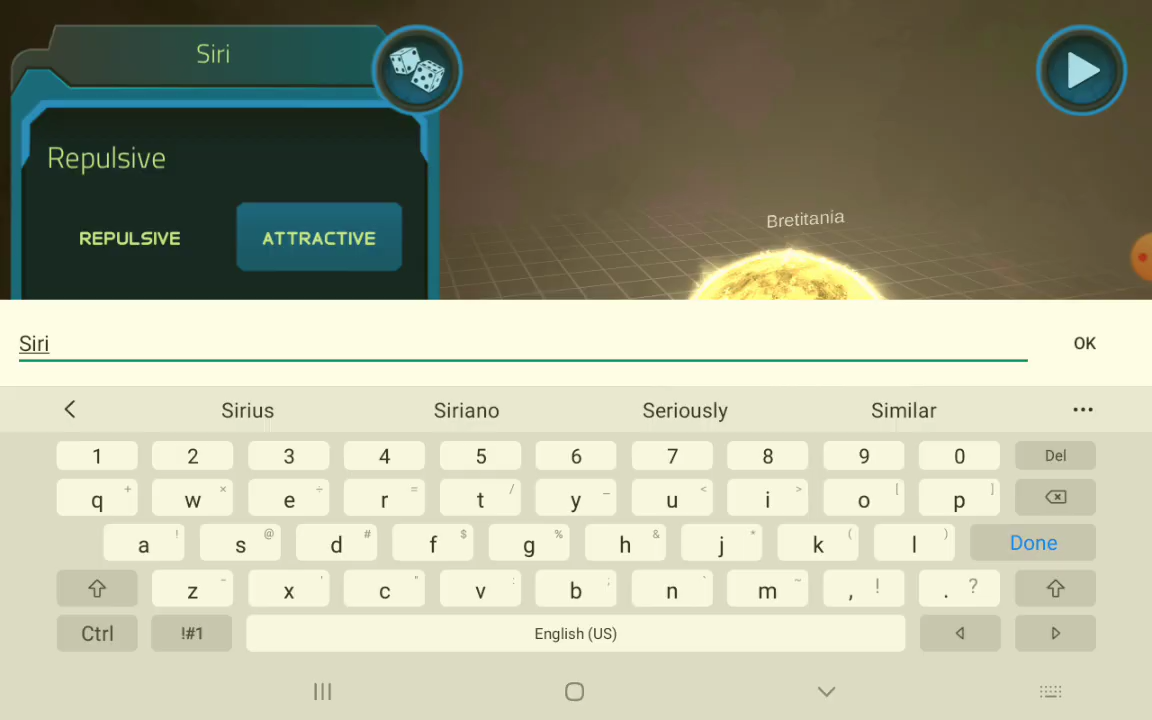 Siri
Repulsive
REPULSIVE ATTRACTIVE
Bretitania
Siri OK
Sirius Siriano Seriously Similar
1 2 3 4 5 6 7 8 9 0 Del
q + w × e ÷ r = t / y _ u < i > o [ p ]
a ! s @ d # f $ g % h & j * k ( l ) Done
z - x ' c " v : b ; n ` m ~ , ! . ?
Ctrl !#1 English (US)